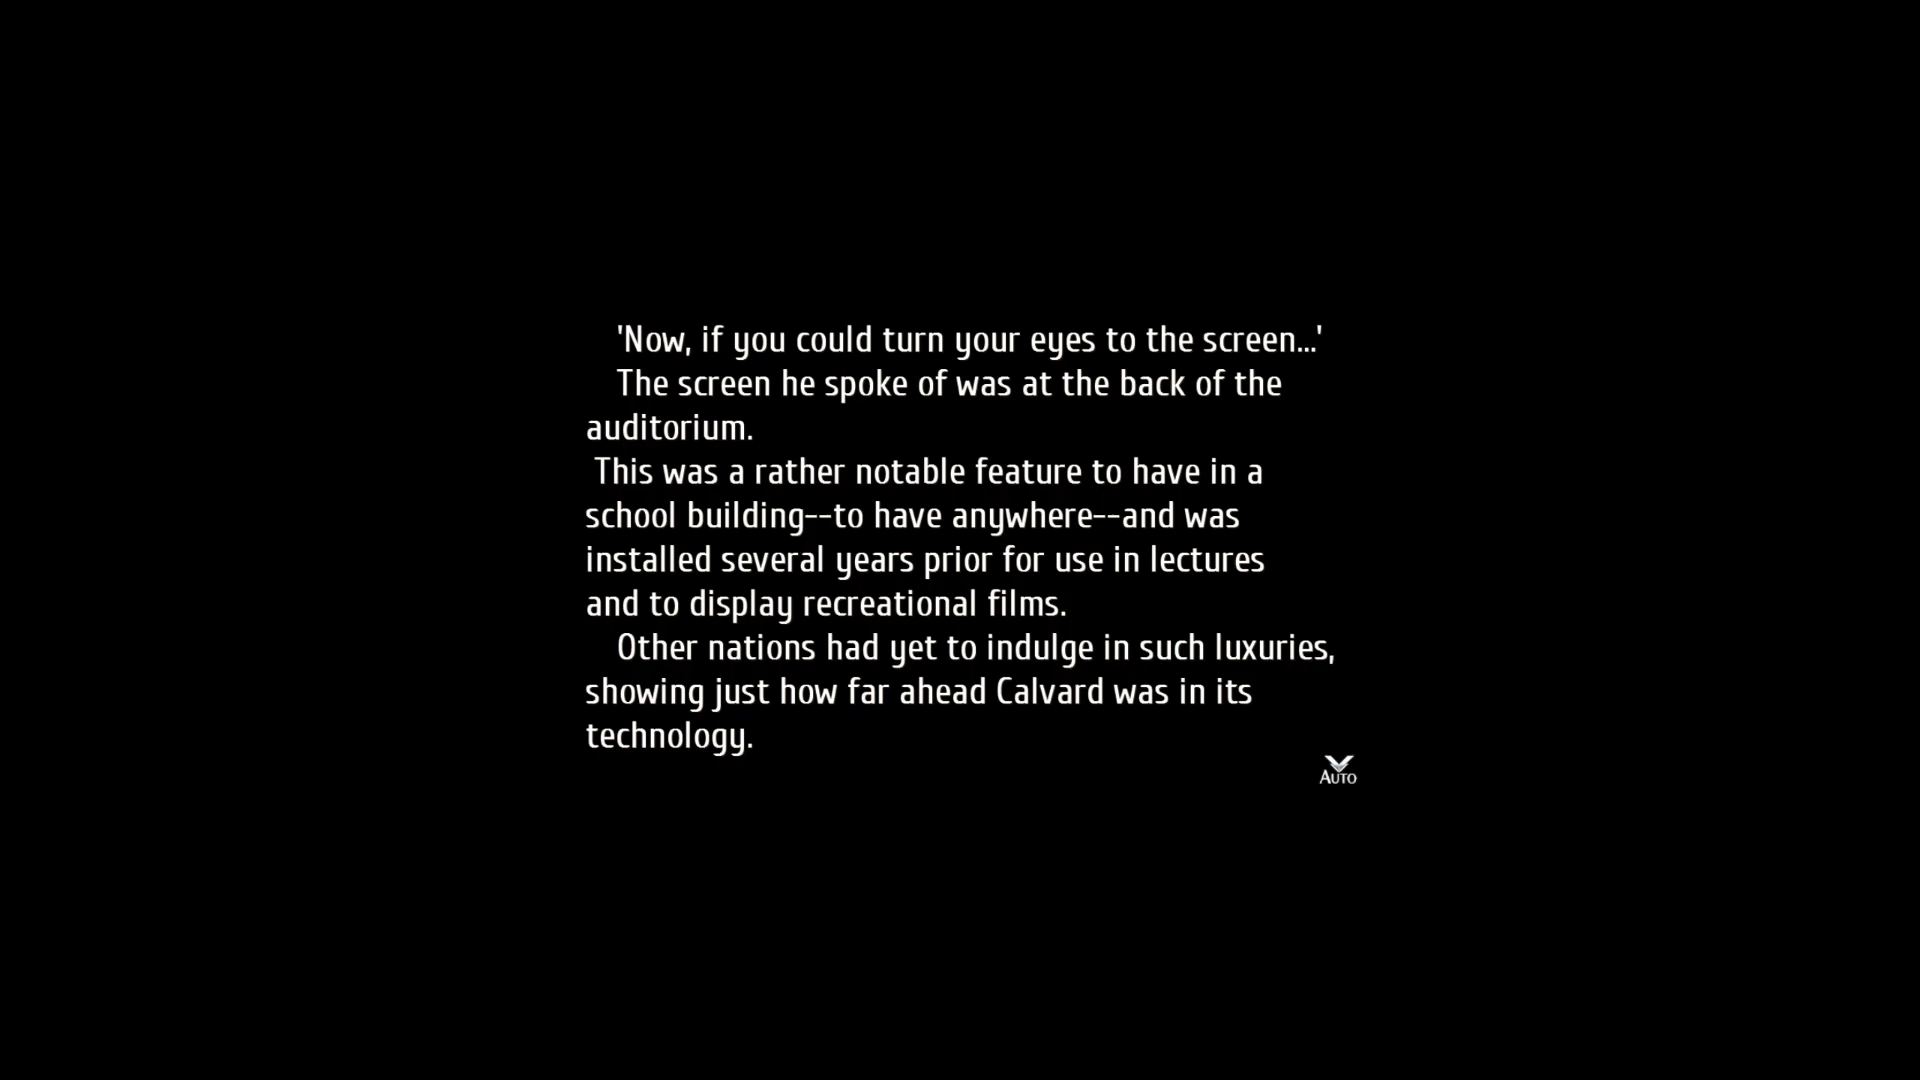 'Now, if you could turn your eyes to the screen...'
The screen he spoke of was at the back of the
auditorium.
This was a rather notable feature to have in a
school building--to have anywhere--and was
installed several years prior for use in lectures
and to display recreational films.
Other nations had yet to indulge in such luxuries,
showing just how far ahead Calvard was in its
technology.
AUTO